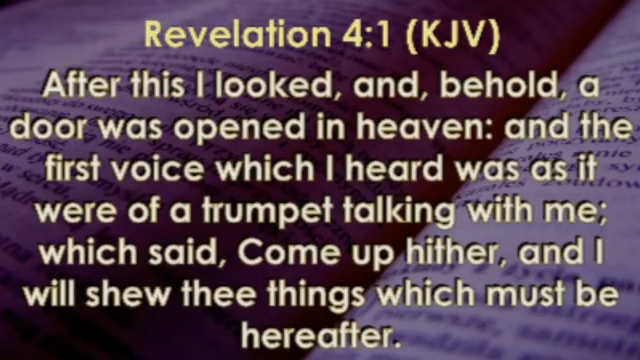 Revelation 4:1 (KJV)
After this I looked, and, behold, a
door was opened in heaven: and the
first voice which I heard was as it
were of a trumpet talking with me;
which said, Come up hither, and I
will shew thee things which must be
hereafter.